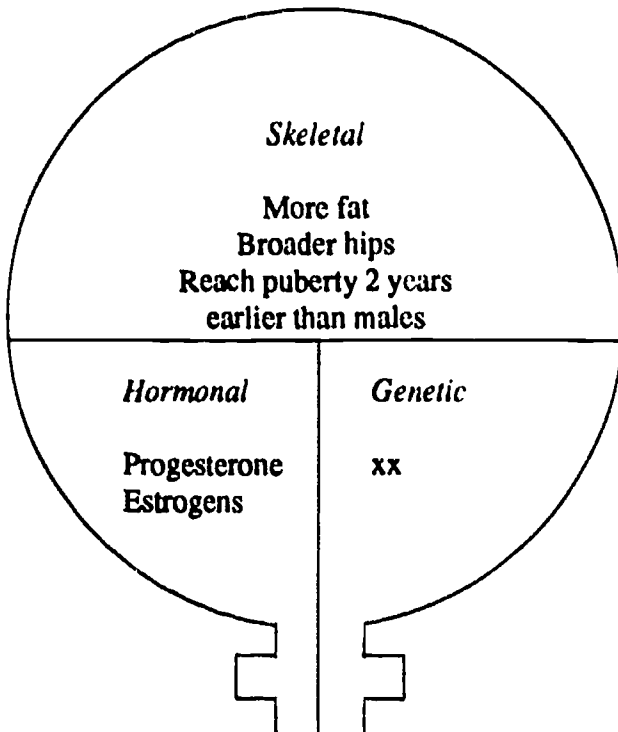 Skeletal
More fat
Broader hips
Reach puberty 2 years
earlier than males
Hormonal
Progesterone
Estrogens
Genetic
xx